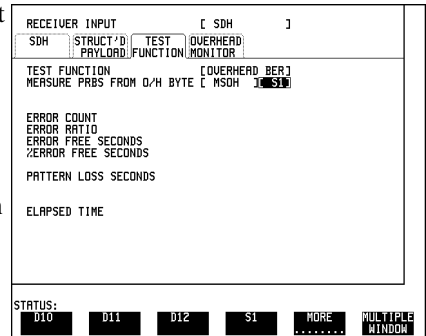 t
RECEIVER INPUT [ SDH ]
SDH STRUCT'D PAYLOAD TEST FUNCTION OVERHEAD MONITOR
TEST FUNCTION [OVERHEAD BER]
MEASURE PRBS FROM O/H BYTE [ MSOH ][ S1]
ERROR COUNT
ERROR RATIO
ERROR FREE SECONDS
%ERROR FREE SECONDS
PATTERN LOSS SECONDS
ELAPSED TIME
STATUS:
D10 D11 D12 S1 MORE ........ MULTIPLE WINDOW